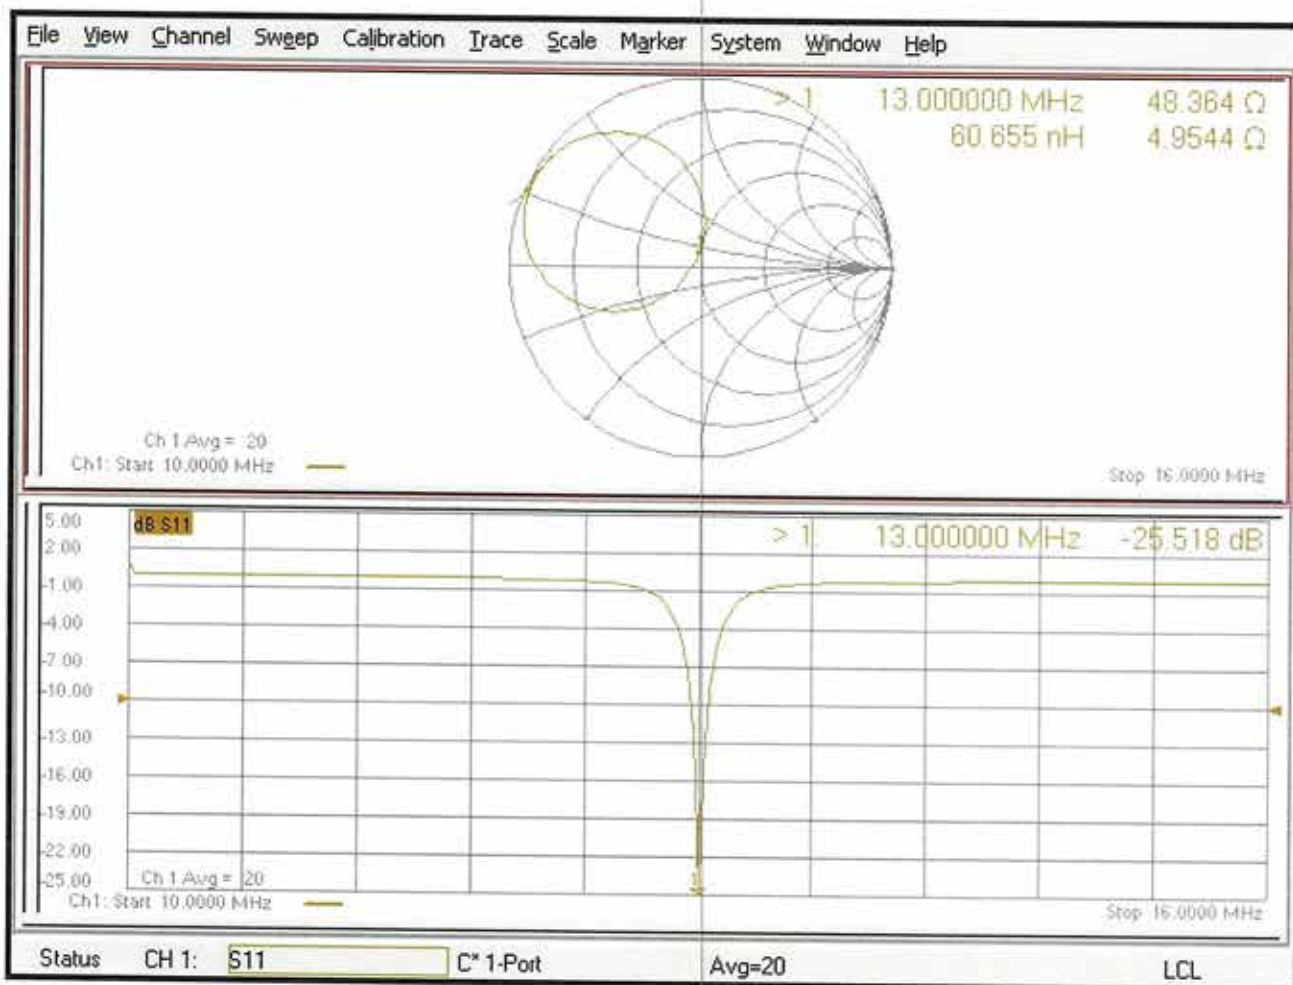 File View Channel Sweep Calibration Trace Scale Marker System Window Help
> 1 13.000000 MHz 48.364 Ω
60.655 nH 4.9544 Ω
1
Ch 1 Avg = 20
Ch1: Start 10.0000 MHz
Stop 16.0000 MHz
5.00
dB S11
> 1 13.000000 MHz -25.518 dB
2.00
-1.00
-4.00
-7.00
-10.00
-13.00
-16.00
-19.00
-22.00
-25.00
1
Ch 1 Avg = 20
Ch1: Start 10.0000 MHz
Stop 16.0000 MHz
Status CH 1: S11 C* 1-Port Avg=20 LCL